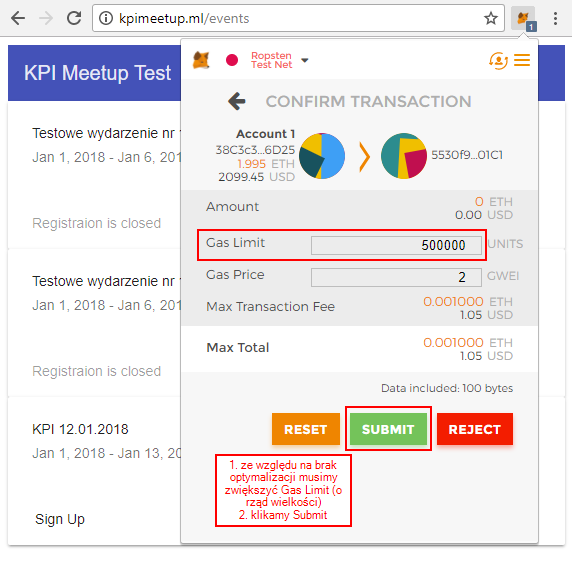 kpimeetup.ml/events
1
KPI Meetup Test
Testowe wydarzenie nr
Jan 1, 2018 - Jan 6, 201
Registraion is closed
Testowe wydarzenie nr
Jan 1, 2018 - Jan 6, 201
Registraion is closed
KPI 12.01.2018
Jan 1, 2018 - Jan 13, 20
Sign Up
Ropsten
Test Net
CONFIRM TRANSACTION
Account 1
38C3c3...6D25
1.995 ETH
2099.45 USD
5530f9...01C1
Amount
0 ETH
0.00 USD
Gas Limit 500000 UNITS
Gas Price 2 GWEI
Max Transaction Fee
0.001000 ETH
1.05 USD
Max Total
0.001000 ETH
1.05 USD
Data included: 100 bytes
RESET SUBMIT REJECT
1. ze względu na brak
optymalizacji musimy
zwiększyć Gas Limit (o
rząd wielkości)
2. klikamy Submit